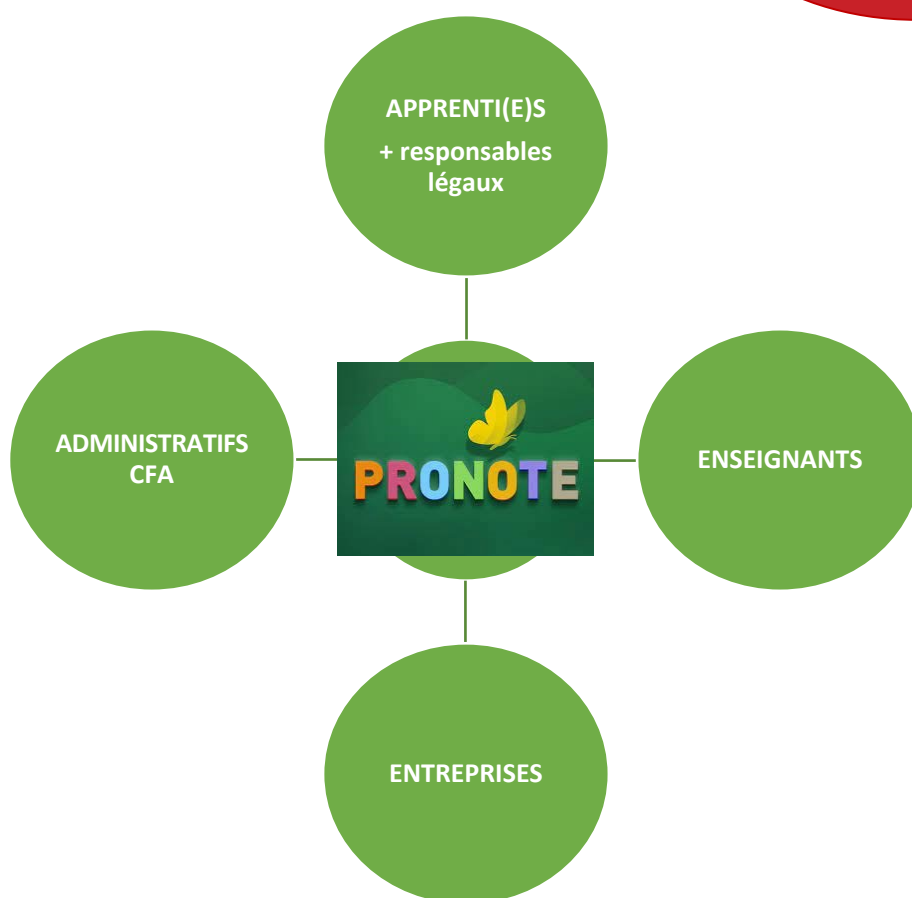 APPRENTI(E)S
+ responsables
légaux
ADMINISTRATIFS
CFA
PRONOTE
ENSEIGNANTS
ENTREPRISES